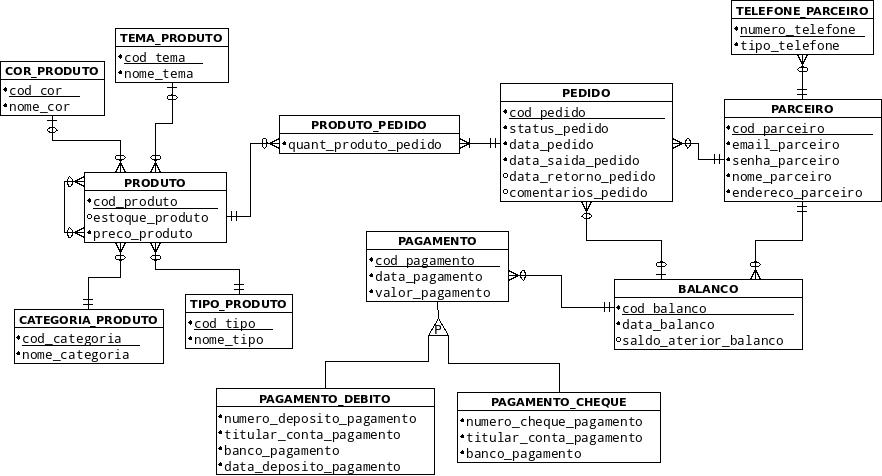 TELEFONE_PARCEIRO
numero_telefone
tipo_telefone
TEMA_PRODUTO
cod_tema
nome_tema
COR_PRODUTO
cod_cor
nome_cor
PRODUTO_PEDIDO
quant_produto_pedido
PEDIDO
cod_pedido
status_pedido
data_pedido
data_saida_pedido
data_retorno_pedido
comentarios_pedido
PARCEIRO
cod_parceiro
email_parceiro
senha_parceiro
nome_parceiro
endereco_parceiro
PRODUTO
cod_produto
estoque_produto
preco_produto
PAGAMENTO
cod_pagamento
data_pagamento
valor_pagamento
BALANCO
cod_balanco
data_balanco
saldo_aterior_balanco
CATEGORIA_PRODUTO
cod_categoria
nome_categoria
TIPO_PRODUTO
cod_tipo
nome_tipo
P
PAGAMENTO_DEBITO
numero_deposito_pagamento
titular_conta_pagamento
banco_pagamento
data_deposito_pagamento
PAGAMENTO_CHEQUE
numero_cheque_pagamento
titular_conta_pagamento
banco_pagamento